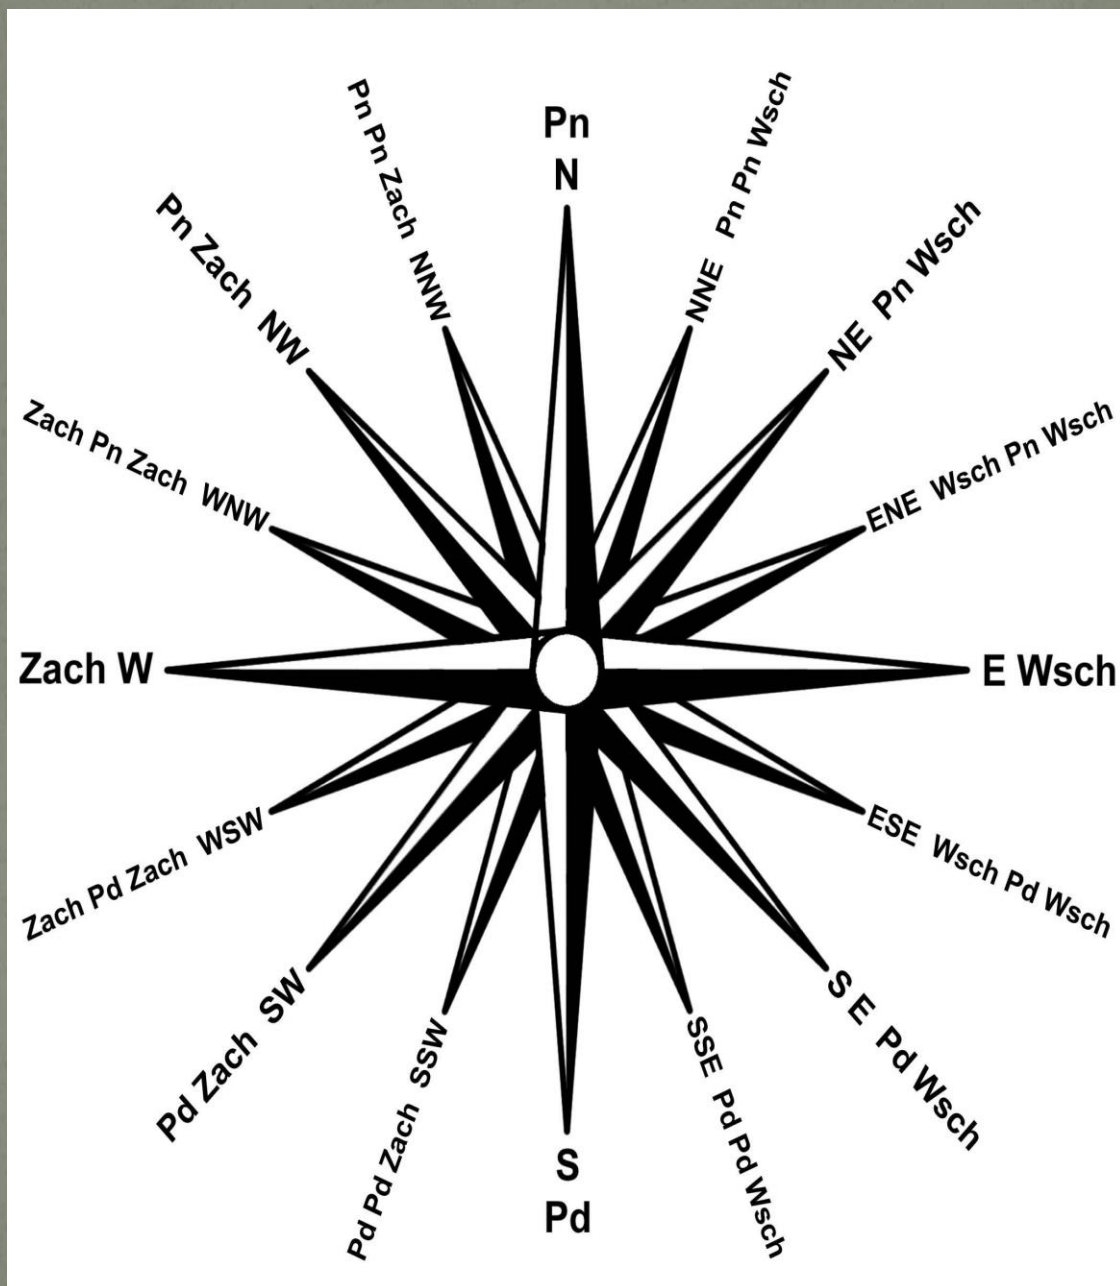 Pn
N
NNE Pn Pn Wsch
NE Pn Wsch
ENE Wsch Pn Wsch
E Wsch
ESE Wsch Pd Wsch
S E Pd Wsch
SSE Pd Pd Wsch
S
Pd
Pd Pd Zach SSW
Pd Zach SW
Zach Pd Zach WSW
Zach W
Zach Pn Zach WNW
Pn Zach NW
Pn Pn Zach NNW